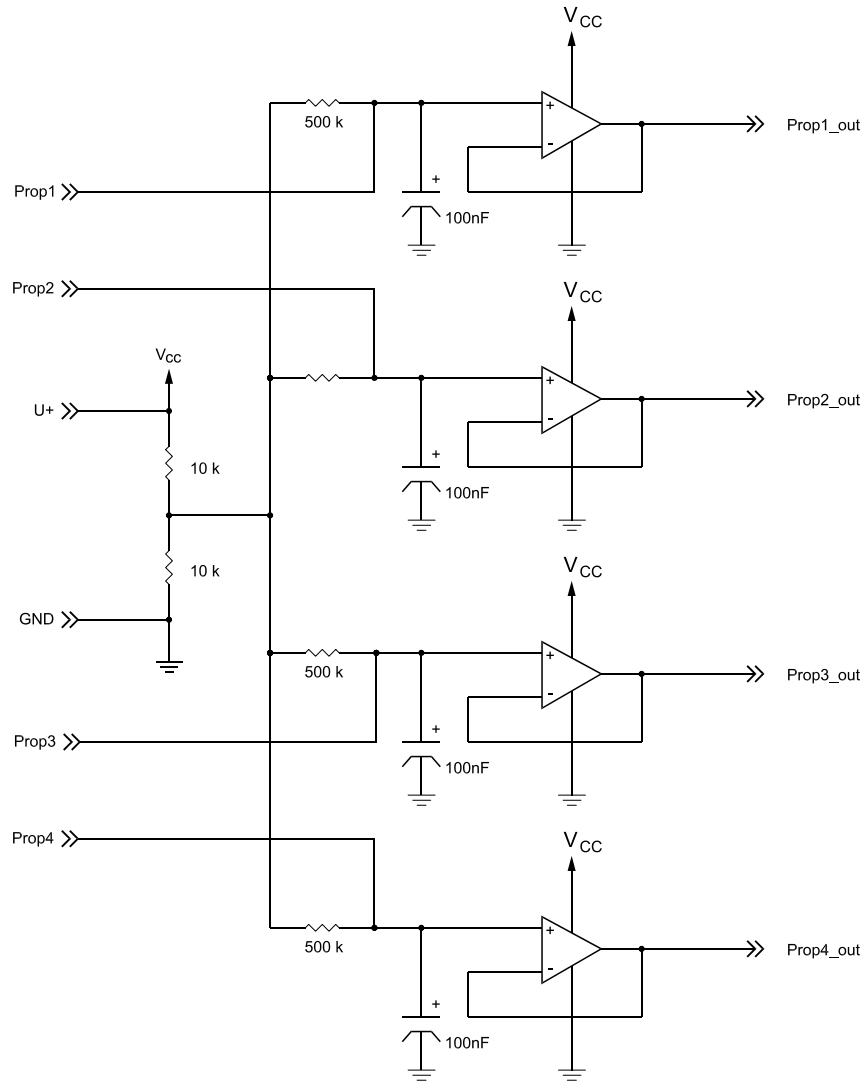 VCC
+
500 k
-
Prop1_out
Prop1
+
100nF
Prop2
VCC
VCC
+
-
Prop2_out
U+
+
100nF
10 k
10 k
VCC
GND
+
500 k
-
Prop3_out
Prop3
+
100nF
Prop4
VCC
+
500 k
-
Prop4_out
+
100nF